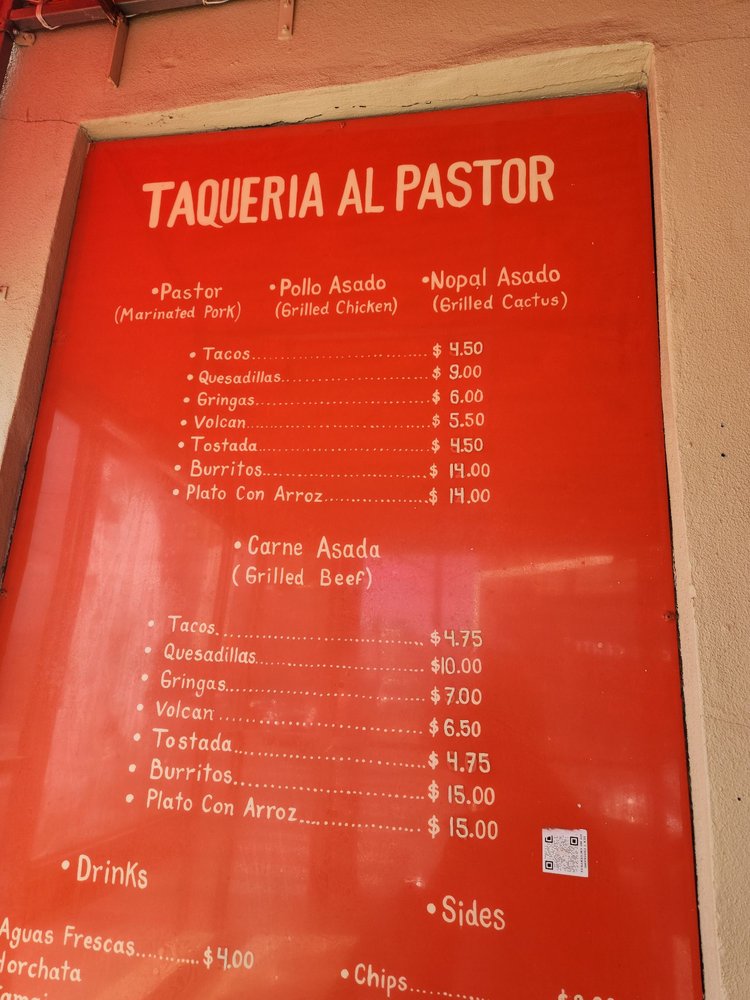 TAQUERIA AL PASTOR
•Pastor •Pollo Asado •Nopal Asado
(Marinated Pork) (Grilled Chicken) (Grilled Cactus)
• Tacos........................................$ 4.50
• Quesadillas..................................$ 9.00
• Gringas......................................$ 6.00
• Volcan.......................................$ 5.50
• Tostada......................................$ 4.50
• Burritos.....................................$ 14.00
• Plato Con Arroz..............................$ 14.00
• Carne Asada
(Grilled Beef)
• Tacos........................................$4.75
• Quesadillas..................................$10.00
• Gringas......................................$7.00
• Volcan.......................................$6.50
• Tostada......................................$ 4.75
• Burritos.....................................$ 15.00
• Plato Con Arroz..............................$ 15.00
• Drinks
• Sides
Aguas Frescas..........$4.00
Horchata
• Chips....................